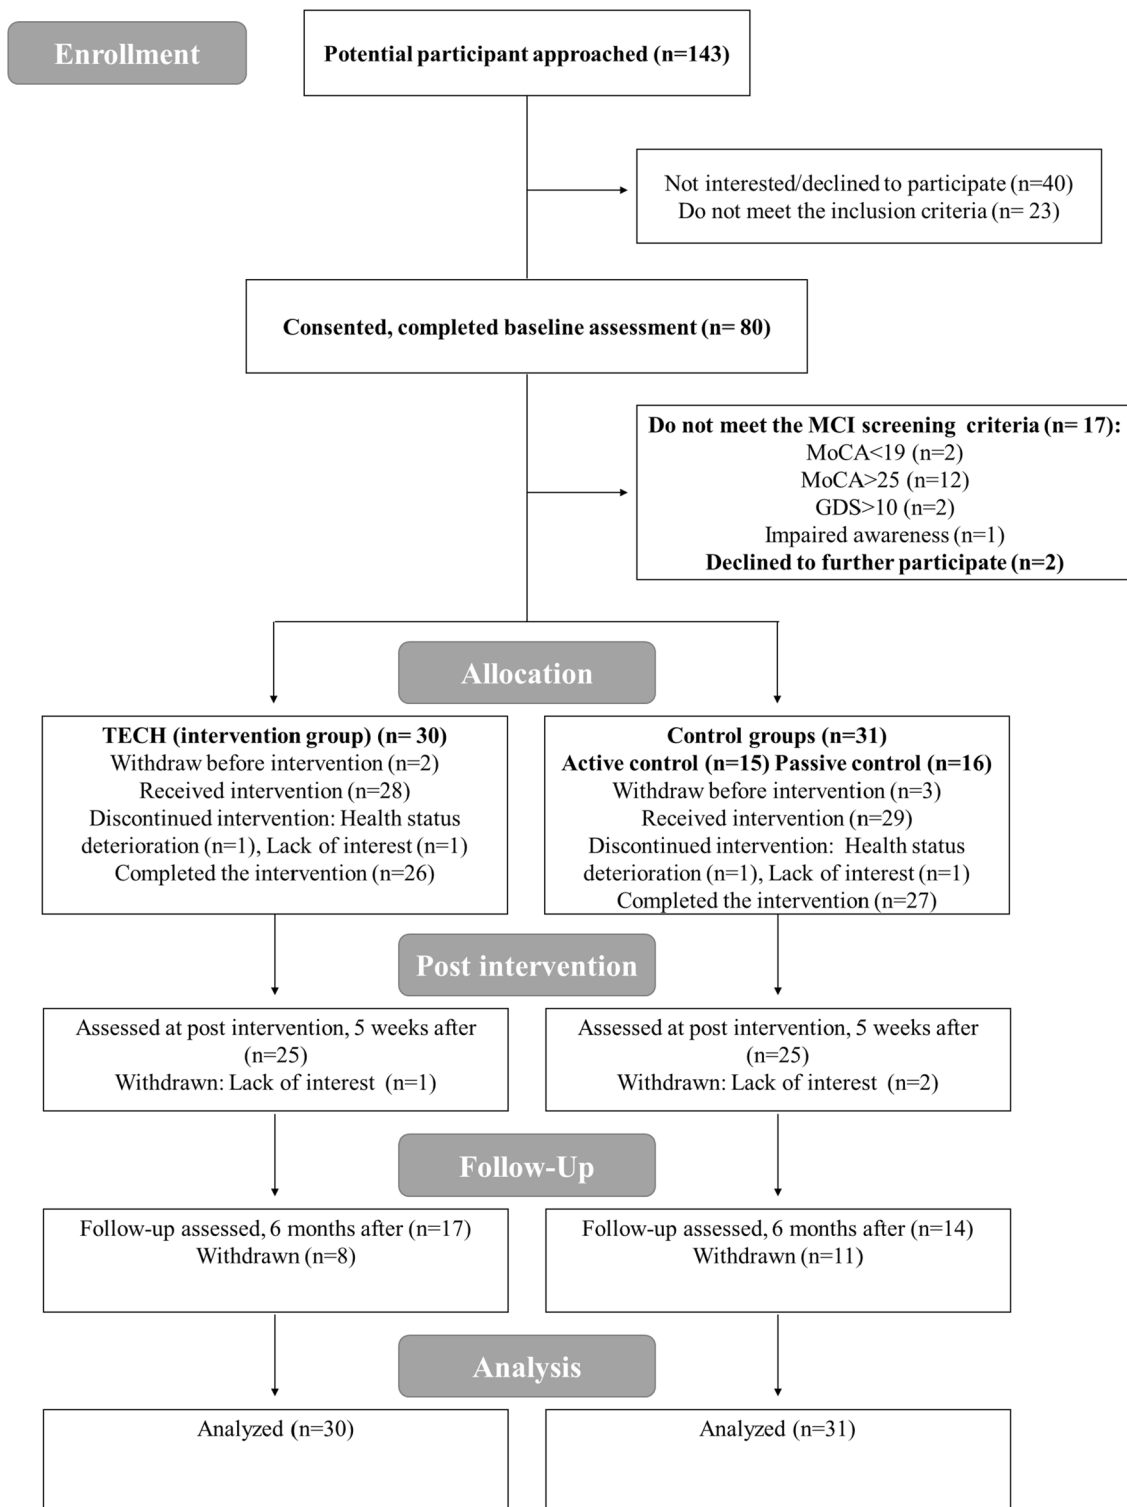 Enrollment
Potential participant approached (n=143)
Not interested/declined to participate (n=40)
Do not meet the inclusion criteria (n= 23)
Consented, completed baseline assessment (n= 80)
Do not meet the MCI screening criteria (n= 17):
MoCA<19 (n=2)
MoCA>25 (n=12)
GDS>10 (n=2)
Impaired awareness (n=1)
Declined to further participate (n=2)
Allocation
TECH (intervention group) (n= 30)
Withdraw before intervention (n=2)
Received intervention (n=28)
Discontinued intervention: Health status
deterioration (n=1), Lack of interest (n=1)
Completed the intervention (n=26)
Control groups (n=31)
Active control (n=15) Passive control (n=16)
Withdraw before intervention (n=3)
Received intervention (n=29)
Discontinued intervention: Health status
deterioration (n=1), Lack of interest (n=1)
Completed the intervention (n=27)
Post intervention
Assessed at post intervention, 5 weeks after
(n=25)
Withdrawn: Lack of interest (n=1)
Assessed at post intervention, 5 weeks after
(n=25)
Withdrawn: Lack of interest (n=2)
Follow-Up
Follow-up assessed, 6 months after (n=17)
Withdrawn (n=8)
Follow-up assessed, 6 months after (n=14)
Withdrawn (n=11)
Analysis
Analyzed (n=30)
Analyzed (n=31)